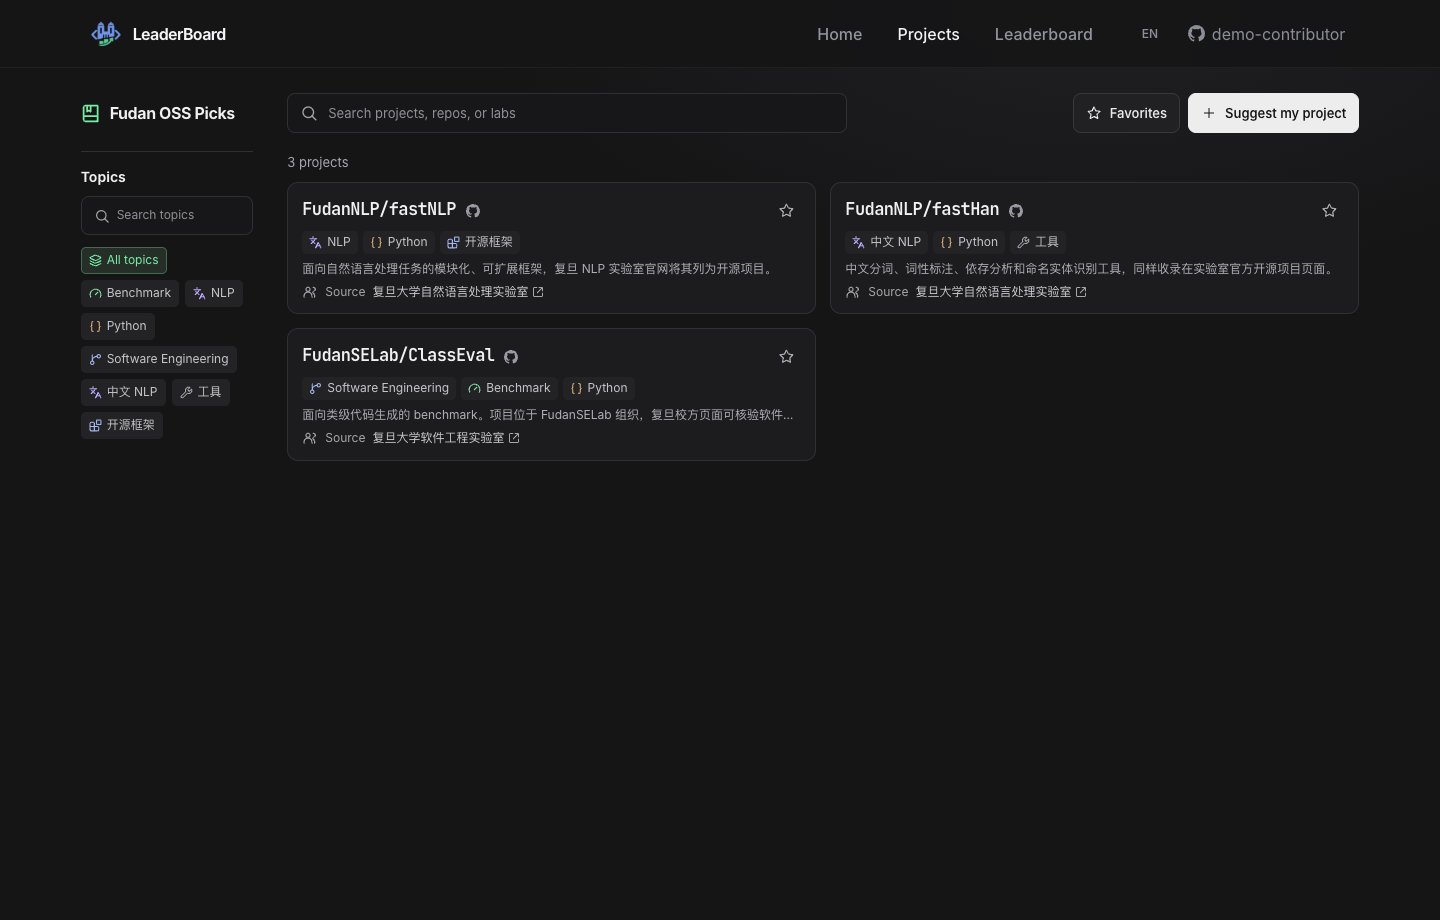 LeaderBoard
Home
Projects
Leaderboard
EN
demo-contributor
Fudan OSS Picks
Search projects, repos, or labs
Favorites
Suggest my project
Topics
Search topics
All topics
Benchmark
NLP
Python
Software Engineering
中文 NLP
工具
开源框架
3 projects
FudanNLP/fastNLP
NLP
Python
开源框架
面向自然语言处理任务的模块化、可扩展框架，复旦 NLP 实验室官网将其列为开源项目。
Source 复旦大学自然语言处理实验室
FudanNLP/fastHan
中文 NLP
Python
工具
中文分词、词性标注、依存分析和命名实体识别工具，同样收录在实验室官方开源项目页面。
Source 复旦大学自然语言处理实验室
FudanSELab/ClassEval
Software Engineering
Benchmark
Python
面向类级代码生成的 benchmark。项目位于 FudanSELab 组织，复旦校方页面可核验软件...
Source 复旦大学软件工程实验室